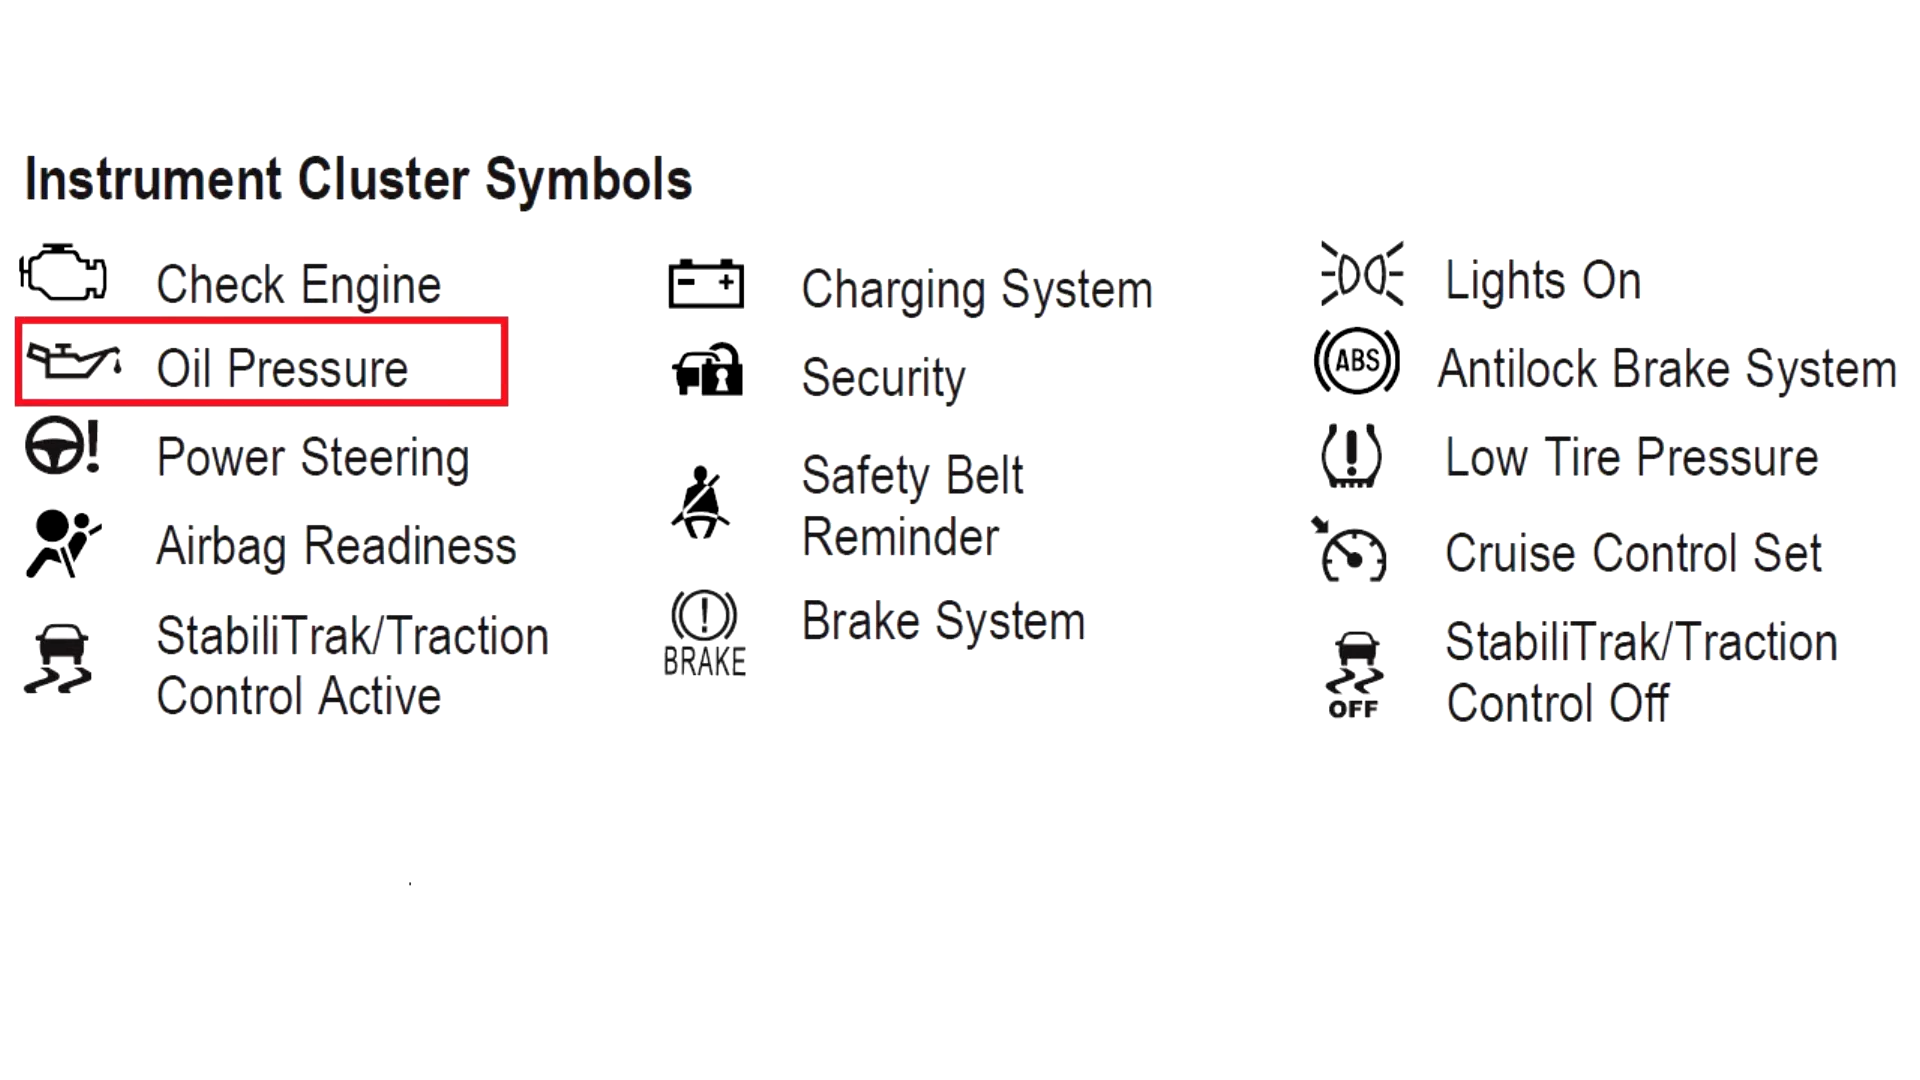 Instrument Cluster Symbols
Check Engine
Oil Pressure
Power Steering
Airbag Readiness
StabiliTrak/Traction
Control Active
Charging System
Security
Safety Belt
Reminder
BRAKE
Brake System
Lights On
ABS
Antilock Brake System
Low Tire Pressure
Cruise Control Set
OFF
StabiliTrak/Traction
Control Off